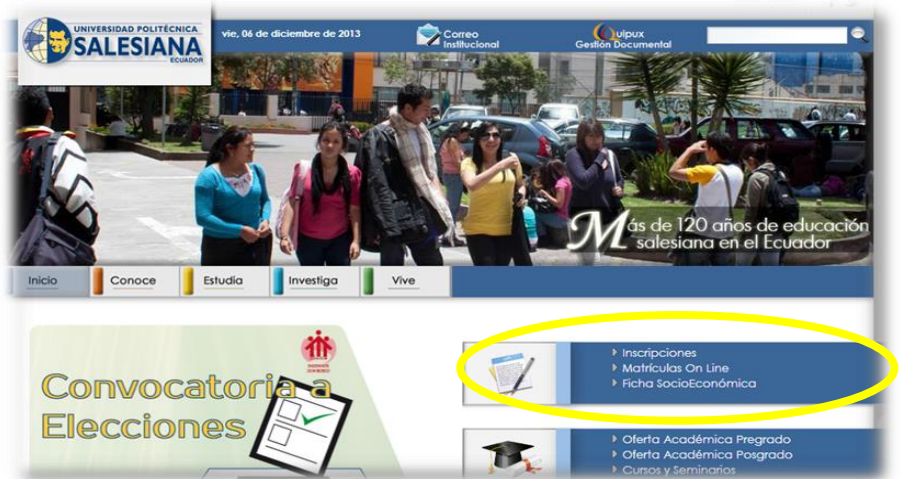 UNIVERSIDAD POLITÉCNICA
SALESIANA
ECUADOR
vie, 06 de diciembre de 2013
Correo
Institucional
Quipux
Gestión Documental
Más de 120 años de educación
salesiana en el Ecuador
Inicio
Conoce
Estudia
Investiga
Vive
Convocatoria a
Elecciones
Inscripciones
Matrículas On Line
Ficha SocioEconómica
Oferta Académica Pregrado
Oferta Académica Posgrado
Cursos y Seminarios